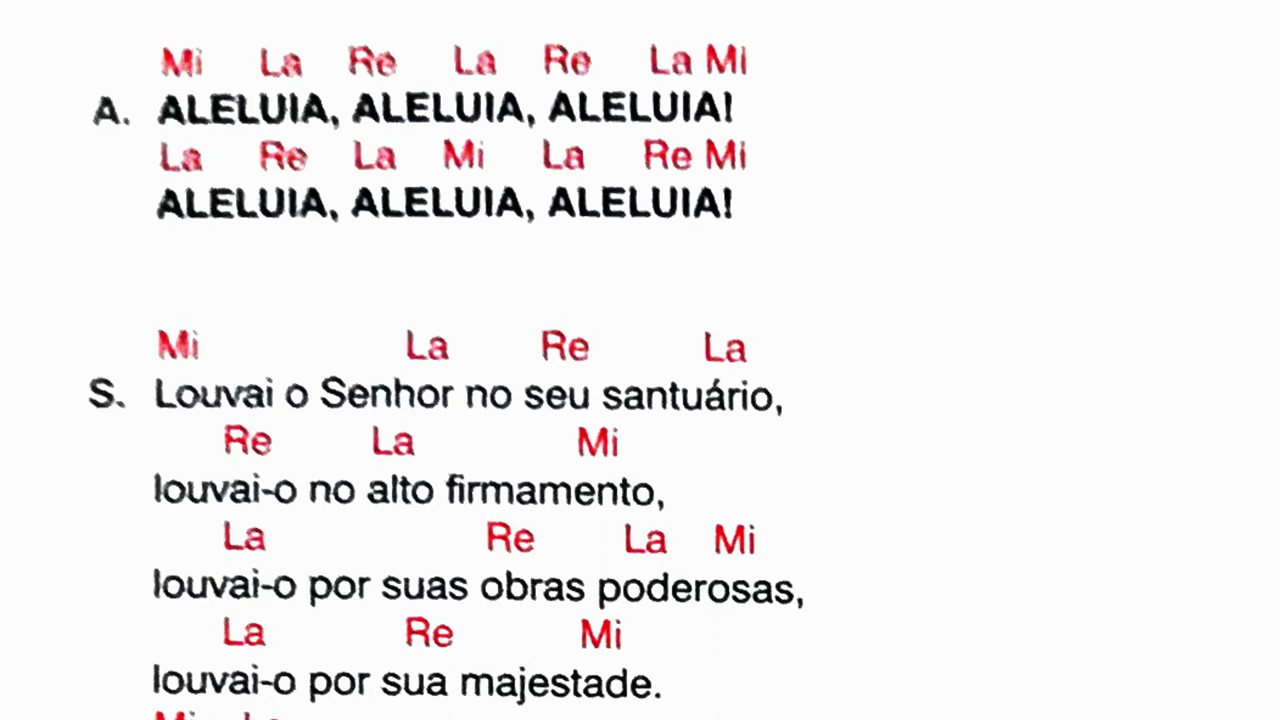 Mi La Re La Re La Mi
A. ALELUIA, ALELUIA, ALELUIA!
La Re La Mi La Re Mi
ALELUIA, ALELUIA, ALELUIA!
Mi La Re La
S. Louvai o Senhor no seu santuário,
Re La Mi
louvai-o no alto firmamento,
La Re La Mi
louvai-o por suas obras poderosas,
La Re Mi
louvai-o por sua majestade.
Mi La